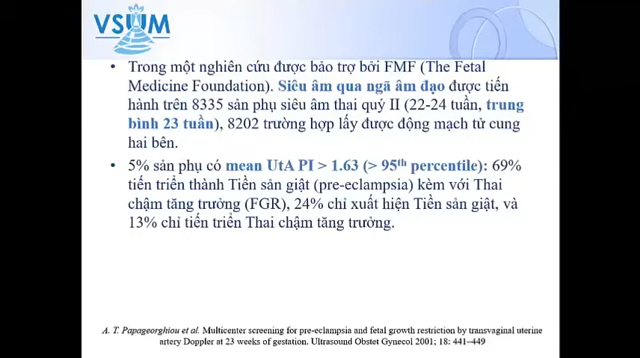 VSUM
• Trong một nghiên cứu được bảo trợ bởi FMF (The Fetal
Medicine Foundation). Siêu âm qua ngã âm đạo được tiến
hành trên 8335 sản phụ siêu âm thai quý II (22-24 tuần, trung
bình 23 tuần), 8202 trường hợp lấy được động mạch tử cung
hai bên.
• 5% sản phụ có mean UtA PI > 1.63 (> 95th percentile): 69%
tiến triển thành Tiền sản giật (pre-eclampsia) kèm với Thai
chậm tăng trưởng (FGR), 24% chỉ xuất hiện Tiền sản giật, và
13% chỉ tiến triển Thai chậm tăng trưởng.
A. T. Papageorghiou et al. Multicenter screening for pre-eclampsia and fetal growth restriction by transvaginal uterine
artery Doppler at 23 weeks of gestation. Ultrasound Obstet Gynecol 2001; 18: 441–449